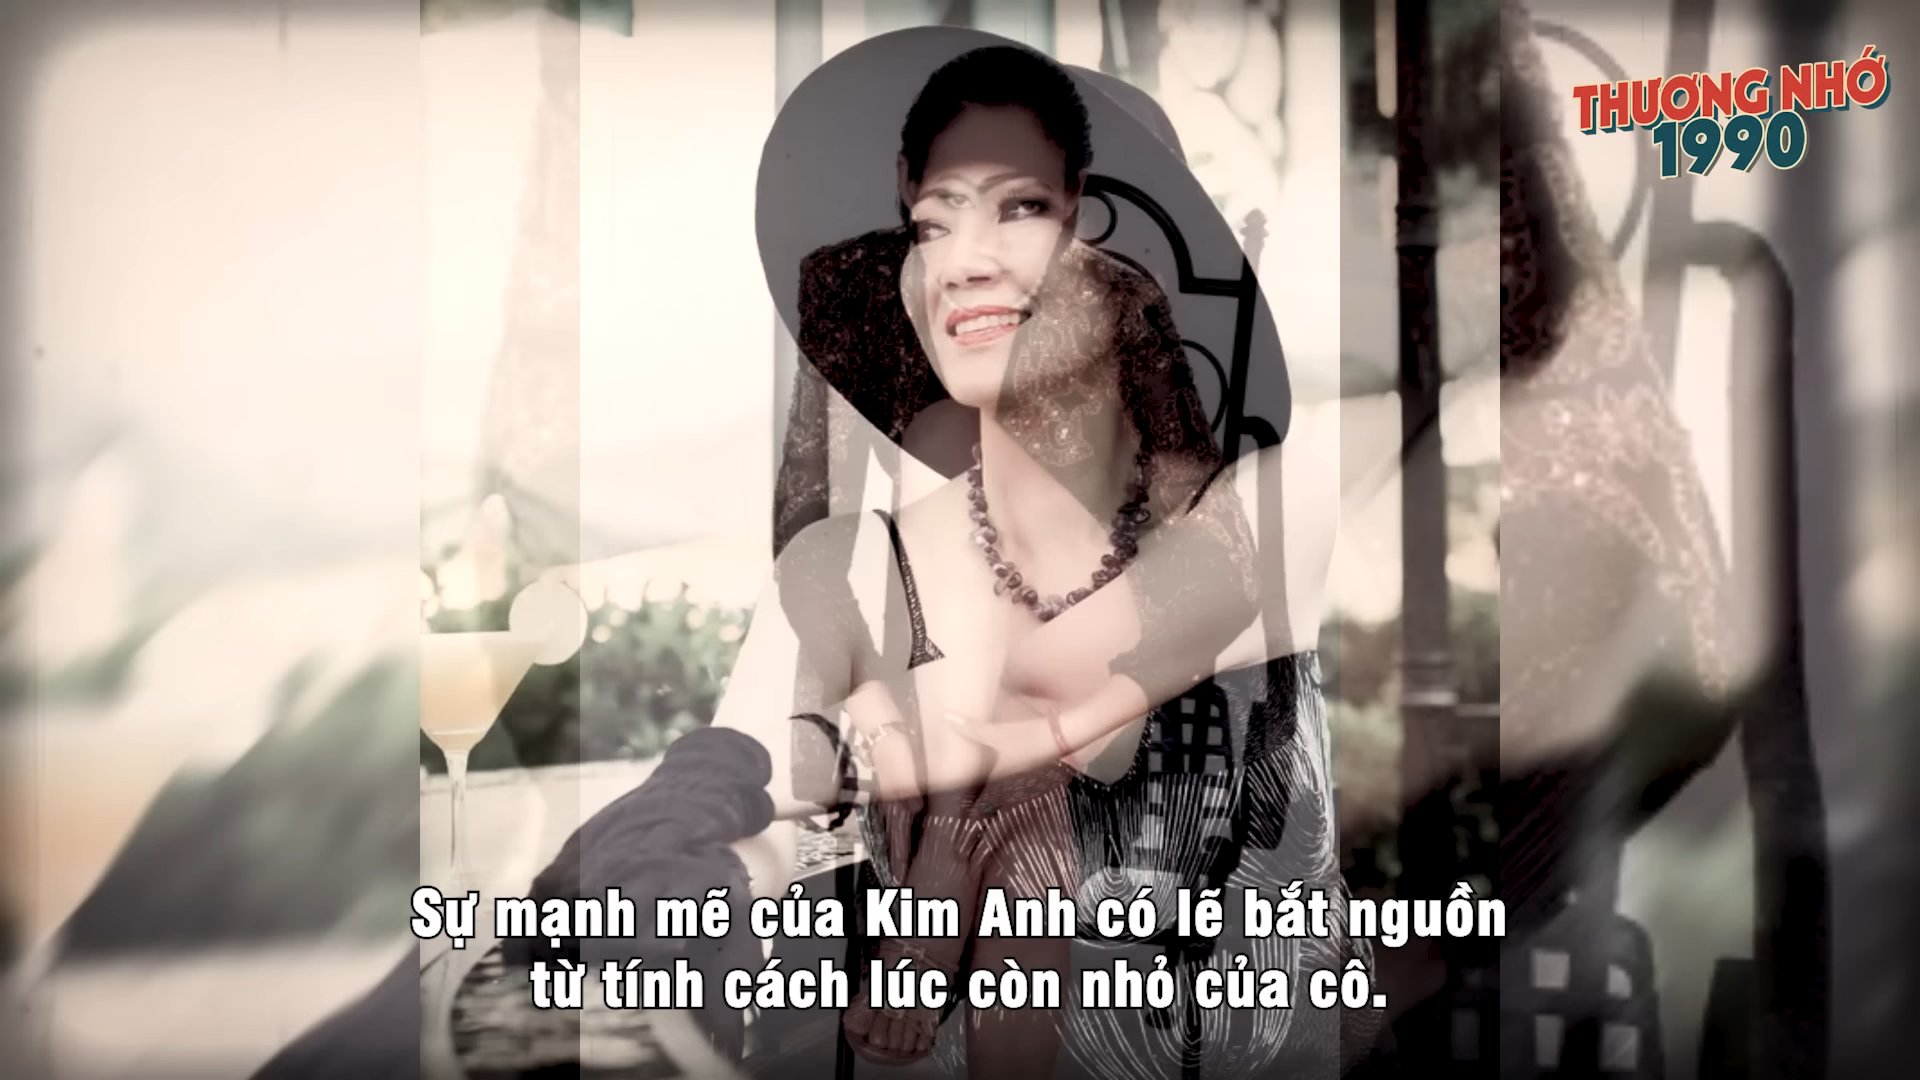 THƯƠNG NHỚ
1990
Sự mạnh mẽ của Kim Anh có lẽ bắt nguồn
từ tính cách lúc còn nhỏ của cô.